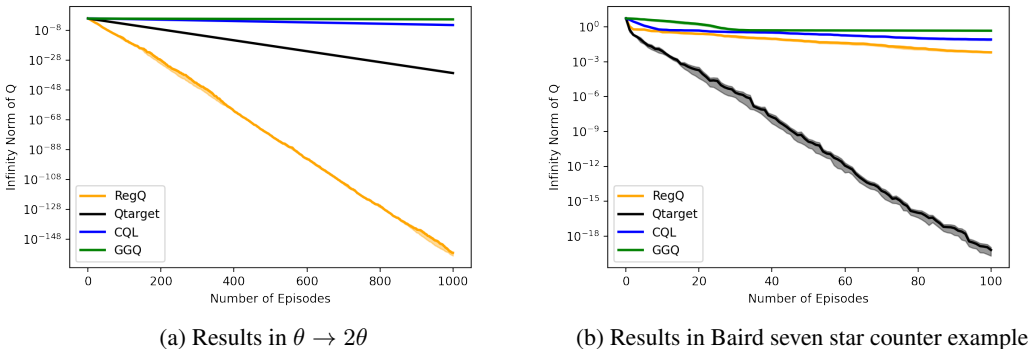 10^-8
10^-28
10^-48
10^-68
10^-88
10^-108
10^-128
10^-148
Infinity Norm of Q
RegQ
Qtarget
CQL
GGQ
0 200 400 600 800 1000
Number of Episodes
(a) Results in θ → 2θ
10^0
10^-3
10^-6
10^-9
10^-12
10^-15
10^-18
Infinity Norm of Q
RegQ
Qtarget
CQL
GGQ
0 20 40 60 80 100
Number of Episodes
(b) Results in Baird seven star counter example